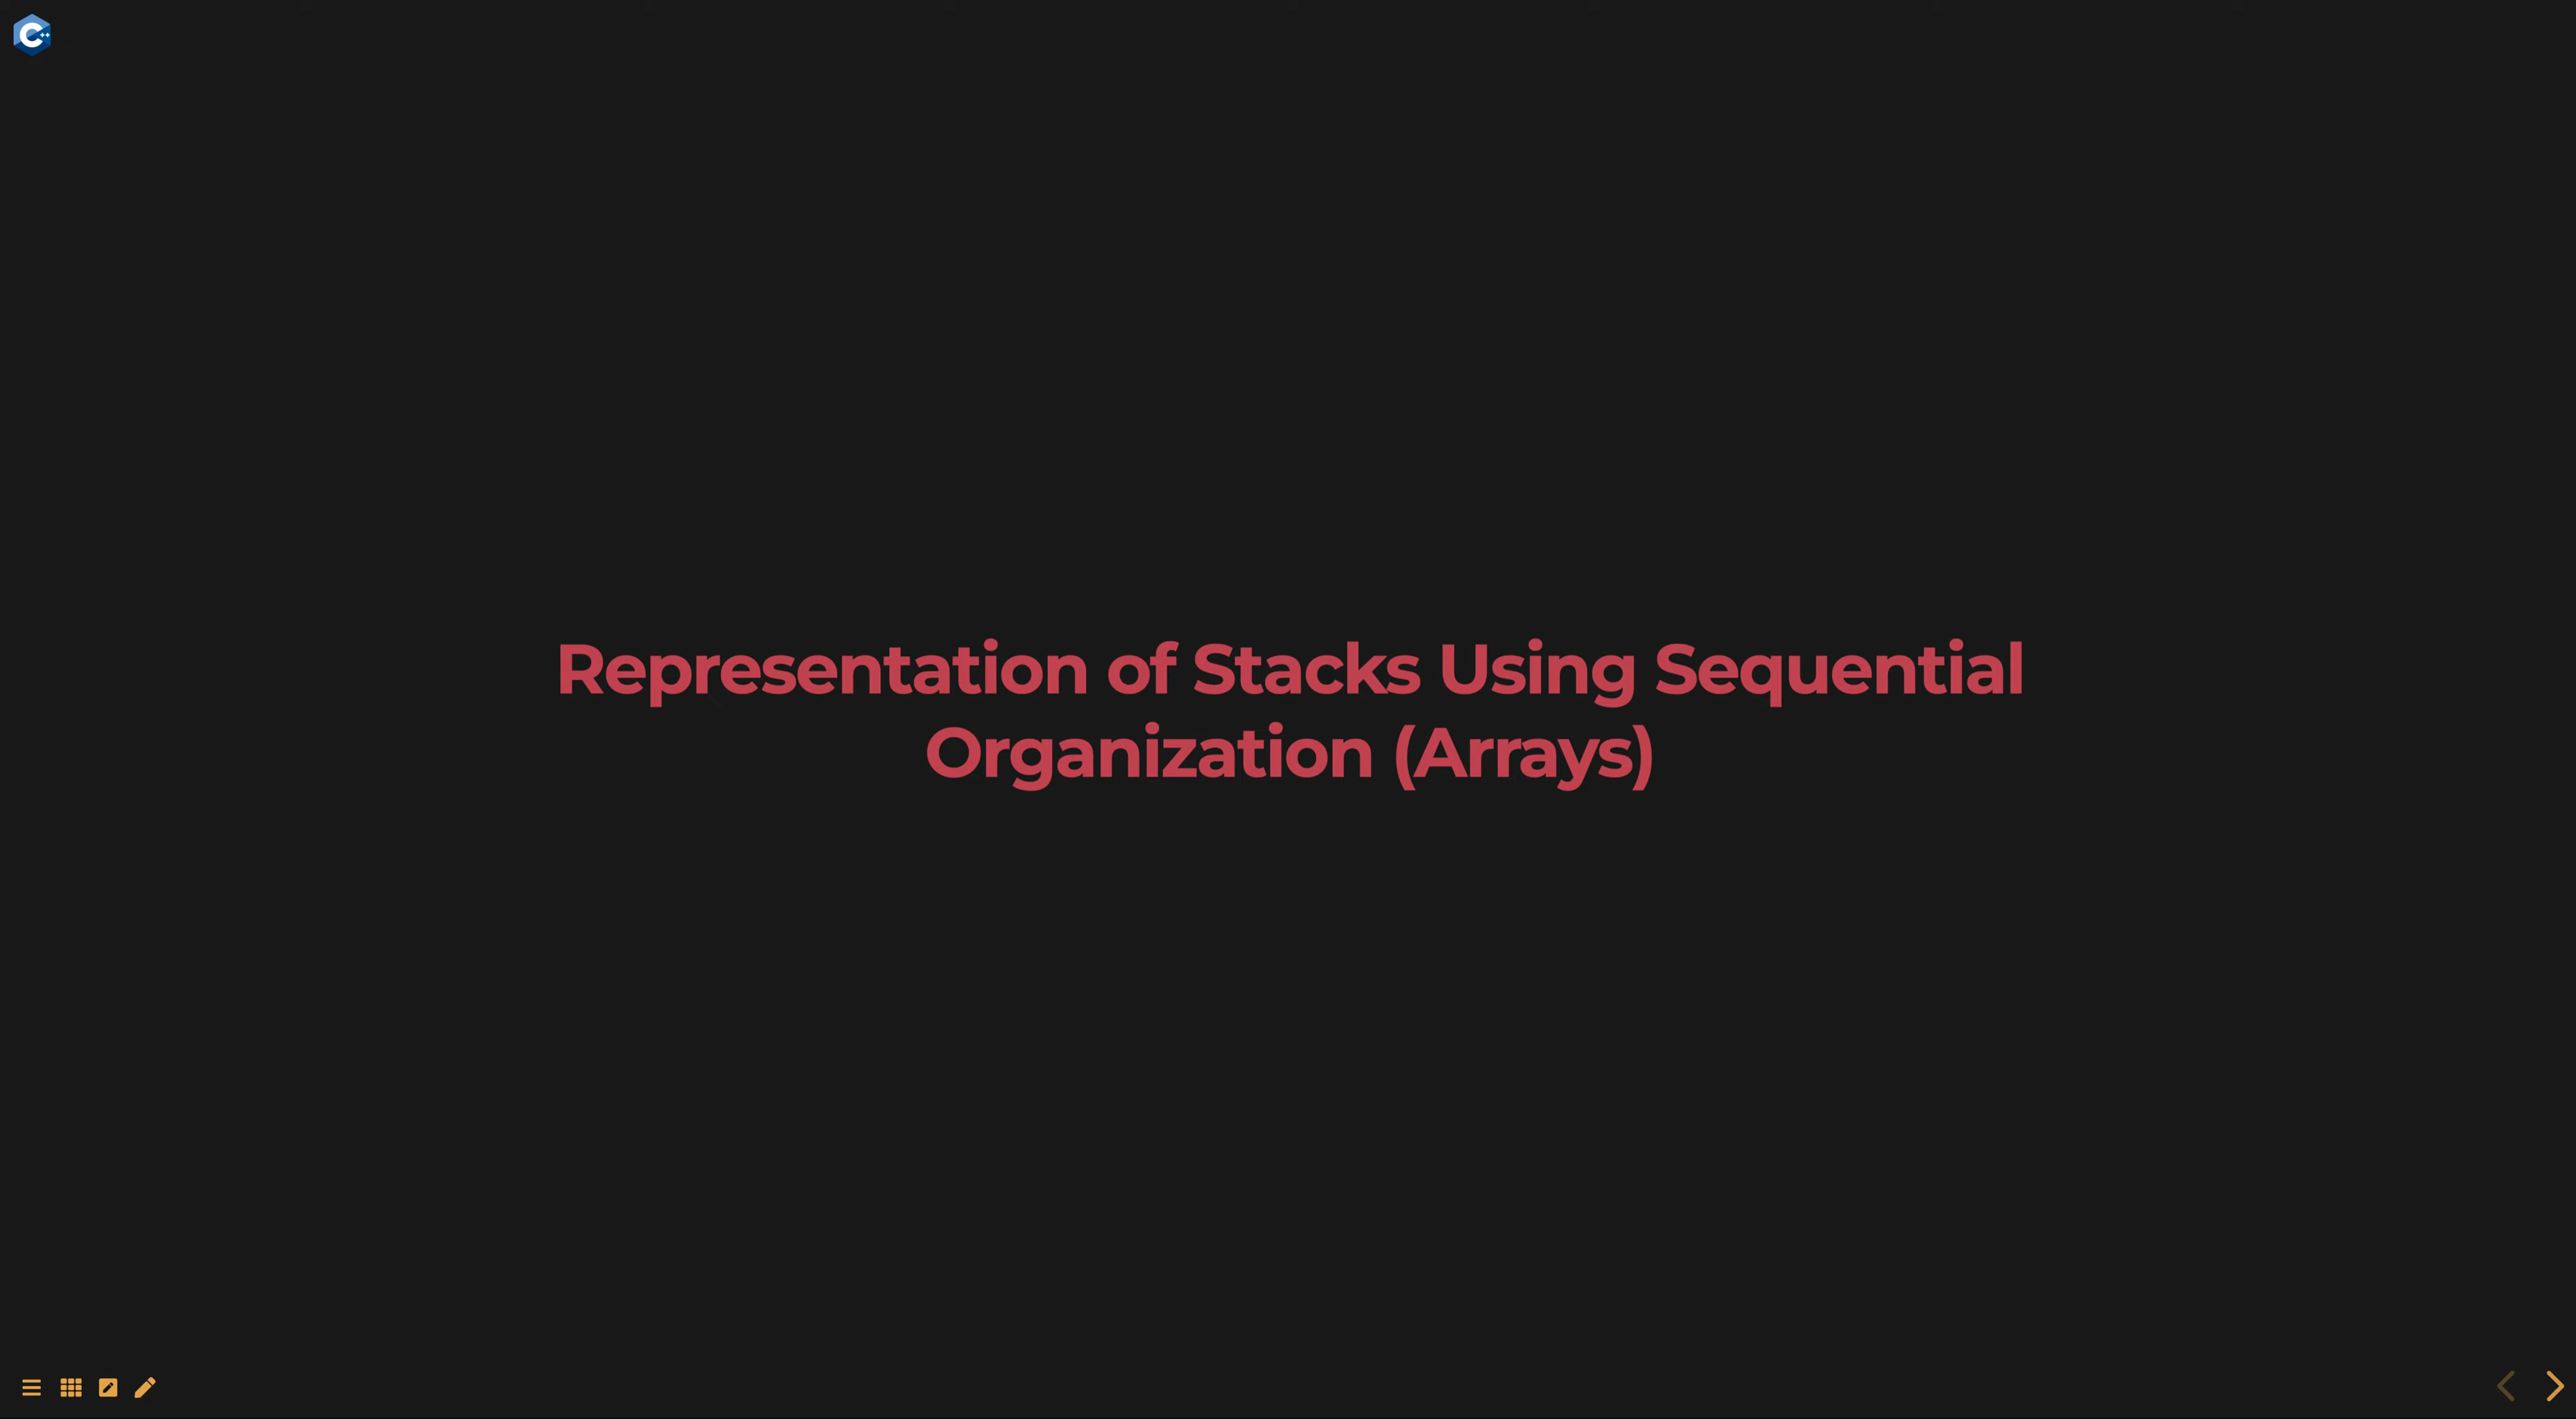 C++
Representation of Stacks Using Sequential
Organization (Arrays)